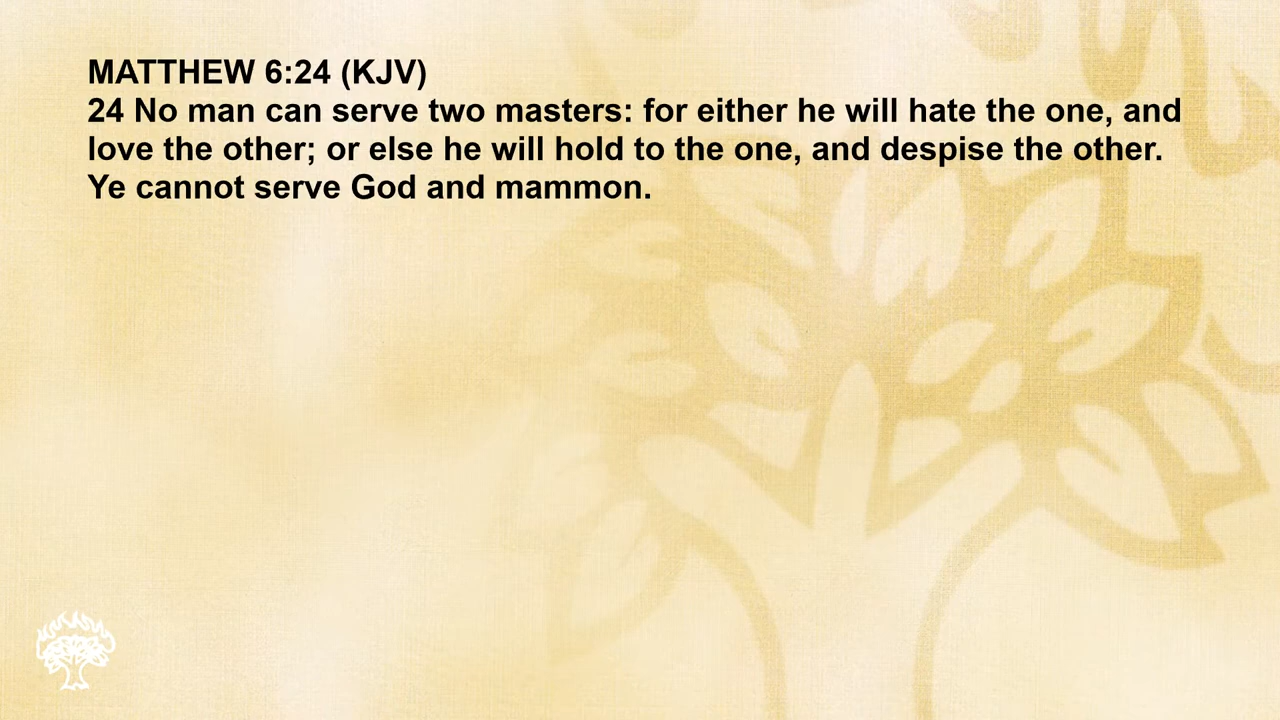 MATTHEW 6:24 (KJV)
24 No man can serve two masters: for either he will hate the one, and
love the other; or else he will hold to the one, and despise the other.
Ye cannot serve God and mammon.